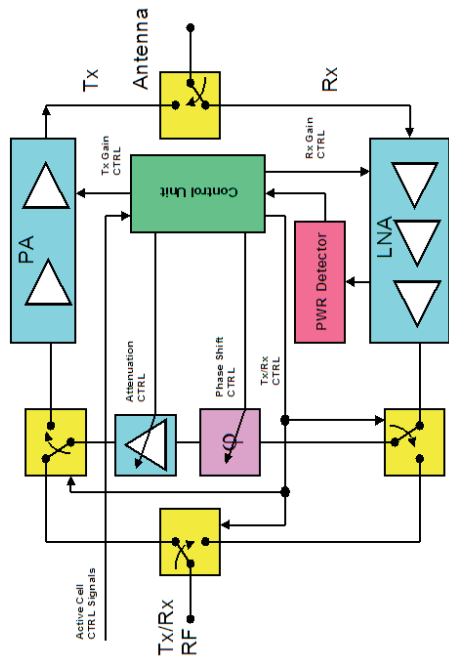 Tx
Antenna
Rx
PA
Tx Gain
CTRL
Control Unit
Rx Gain
CTRL
PWR Detector
LNA
Attenuation
CTRL
Phase Shift
CTRL
Tx/Rx
CTRL
φ
Active Cell
CTRL Signals
Tx/Rx
RF